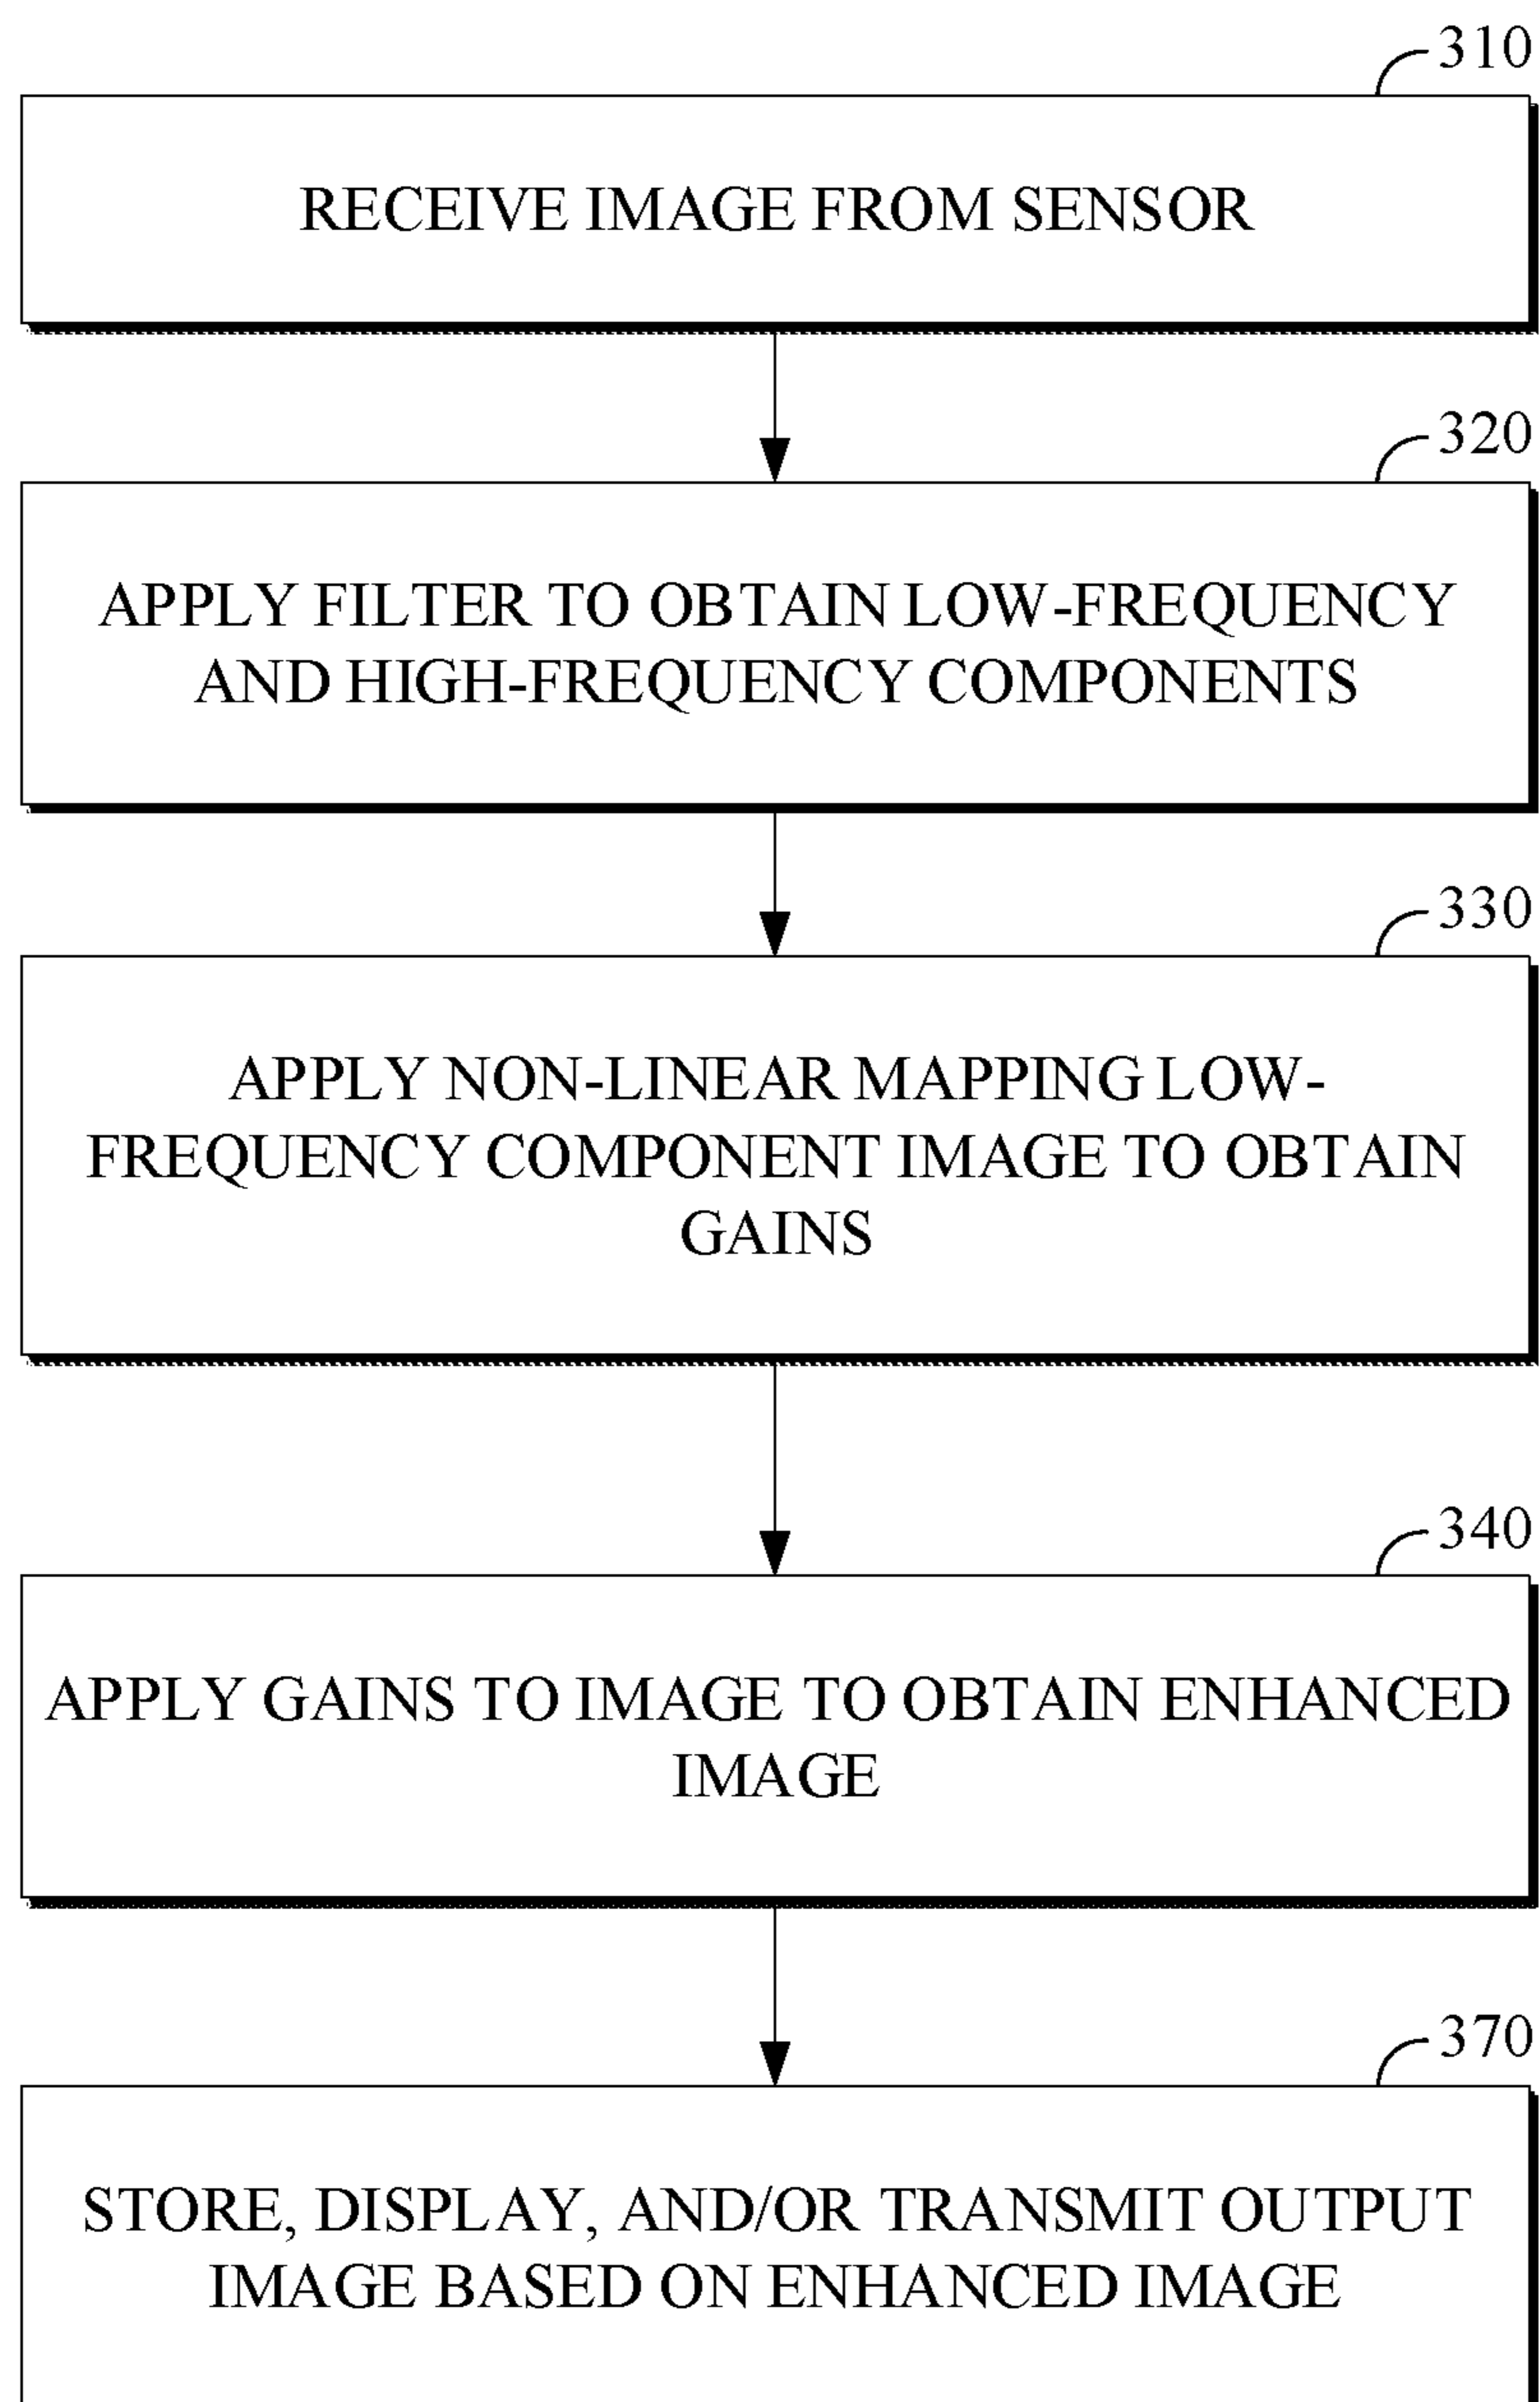 310
RECEIVE IMAGE FROM SENSOR
320
APPLY FILTER TO OBTAIN LOW-FREQUENCY
AND HIGH-FREQUENCY COMPONENTS
330
APPLY NON-LINEAR MAPPING LOW-
FREQUENCY COMPONENT IMAGE TO OBTAIN
GAINS
340
APPLY GAINS TO IMAGE TO OBTAIN ENHANCED
IMAGE
370
STORE, DISPLAY, AND/OR TRANSMIT OUTPUT
IMAGE BASED ON ENHANCED IMAGE